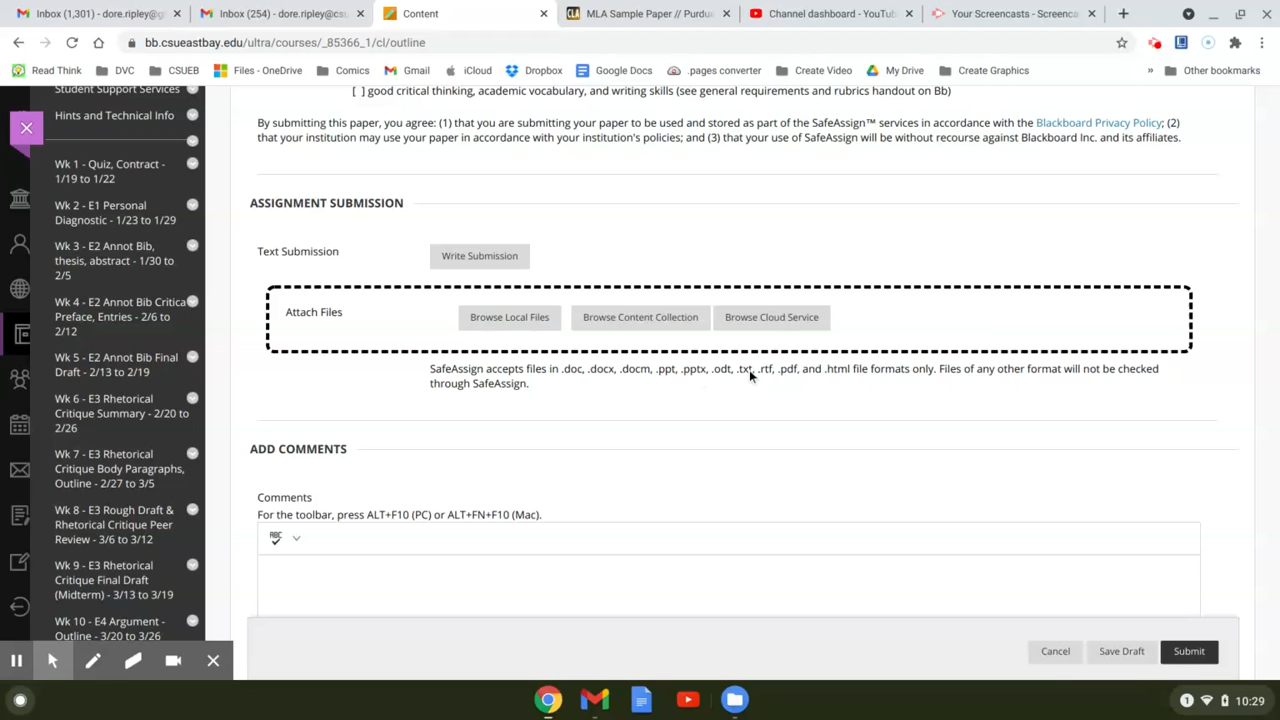 Inbox (1,301) - dore.ripley@g
Inbox (254) - dore.ripley@csu
Content
CLA
MLA Sample Paper // Purdu
Channel dashboard - YouTu
Your Screencasts - Screenca
bb.csueastbay.edu/ultra/courses/_85366_1/cl/outline
Read Think
DVC
CSUEB
Files - OneDrive
Comics
Gmail
iCloud
Dropbox
Google Docs
.pages converter
Create Video
My Drive
Create Graphics
»
Other bookmarks
Student Support Services
Hints and Technical Info
Wk 1 - Quiz, Contract -
1/19 to 1/22
Wk 2 - E1 Personal
Diagnostic - 1/23 to 1/29
Wk 3 - E2 Annot Bib,
thesis, abstract - 1/30 to
2/5
Wk 4 - E2 Annot Bib Critica
Preface, Entries - 2/6 to
2/12
Wk 5 - E2 Annot Bib Final
Draft - 2/13 to 2/19
Wk 6 - E3 Rhetorical
Critique Summary - 2/20 to
2/26
Wk 7 - E3 Rhetorical
Critique Body Paragraphs,
Outline - 2/27 to 3/5
Wk 8 - E3 Rough Draft &
Rhetorical Critique Peer
Review - 3/6 to 3/12
Wk 9 - E3 Rhetorical
Critique Final Draft
(Midterm) - 3/13 to 3/19
Wk 10 - E4 Argument -
Outline - 3/20 to 3/26
[ ] good critical thinking, academic vocabulary, and writing skills (see general requirements and rubrics handout on Bb)
By submitting this paper, you agree: (1) that you are submitting your paper to be used and stored as part of the SafeAssign™ services in accordance with the Blackboard Privacy Policy; (2)
that your institution may use your paper in accordance with your institution's policies; and (3) that your use of SafeAssign will be without recourse against Blackboard Inc. and its affiliates.
ASSIGNMENT SUBMISSION
Text Submission
Write Submission
Attach Files
Browse Local Files
Browse Content Collection
Browse Cloud Service
SafeAssign accepts files in .doc, .docx, .docm, .ppt, .pptx, .odt, .txt, .rtf, .pdf, and .html file formats only. Files of any other format will not be checked
through SafeAssign.
ADD COMMENTS
Comments
For the toolbar, press ALT+F10 (PC) or ALT+FN+F10 (Mac).
ABC
Cancel
Save Draft
Submit
1
10:29